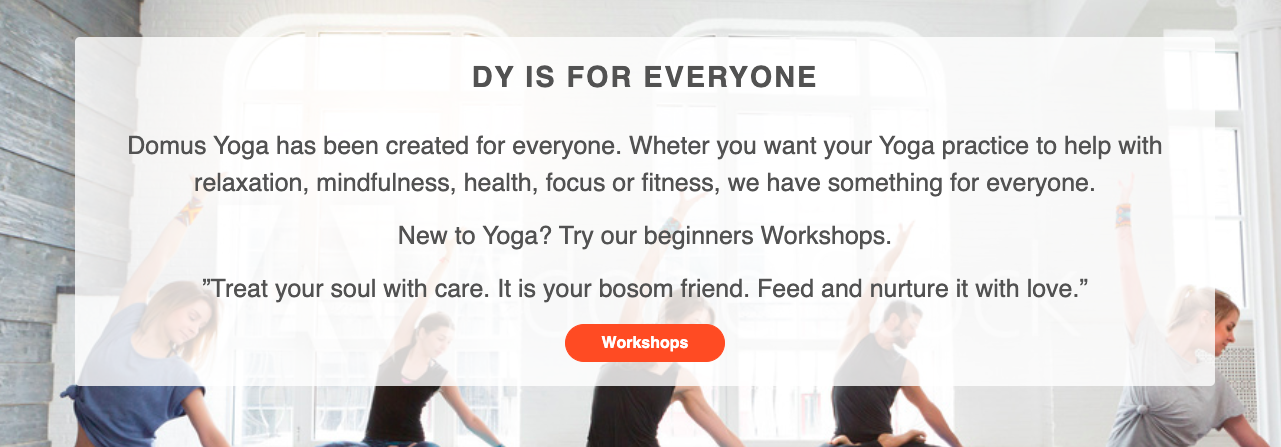 DY IS FOR EVERYONE
Domus Yoga has been created for everyone. Wheter you want your Yoga practice to help with
relaxation, mindfulness, health, focus or fitness, we have something for everyone.
New to Yoga? Try our beginners Workshops.
”Treat your soul with care. It is your bosom friend. Feed and nurture it with love.”
Workshops